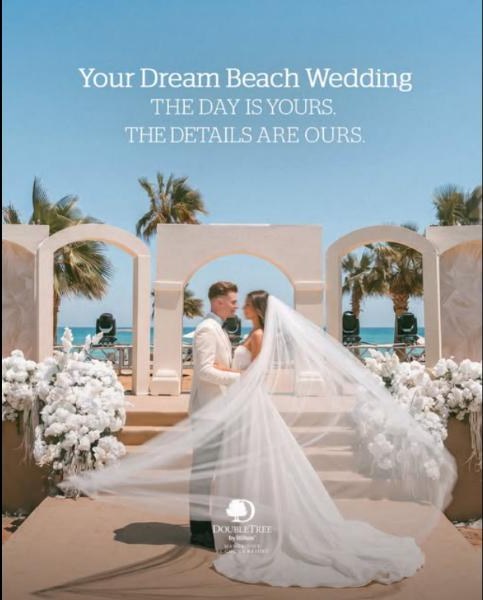 Your Dream Beach Wedding
THE DAY IS YOURS.
THE DETAILS ARE OURS.
DOUBLETREE
by Hilton